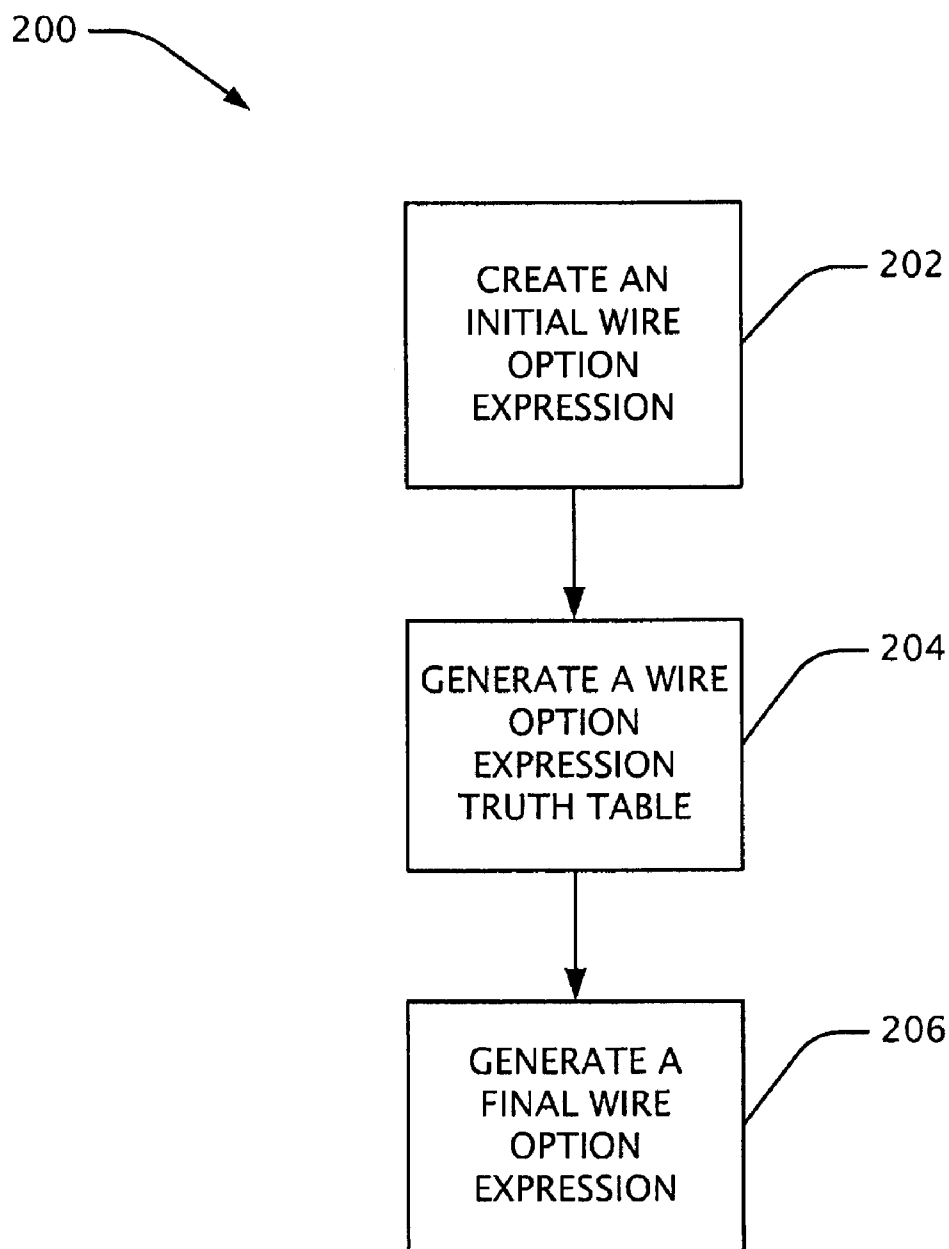 200
CREATE AN
INITIAL WIRE
OPTION
EXPRESSION
202
GENERATE A WIRE
OPTION
EXPRESSION
TRUTH TABLE
204
GENERATE A
FINAL WIRE
OPTION
EXPRESSION
206